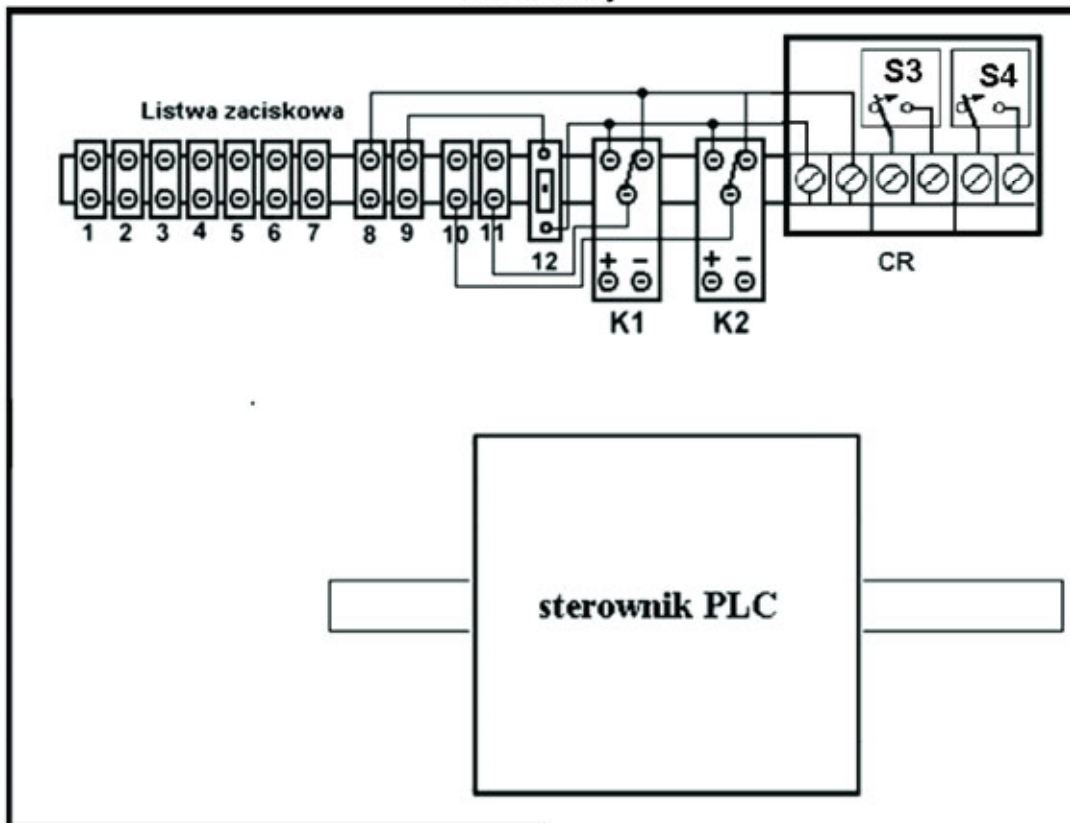 S3 S4
Listwa zaciskowa
1 2 3 4 5 6 7 8 9 10 11
12
CR
+ − + −
K1 K2
sterownik PLC